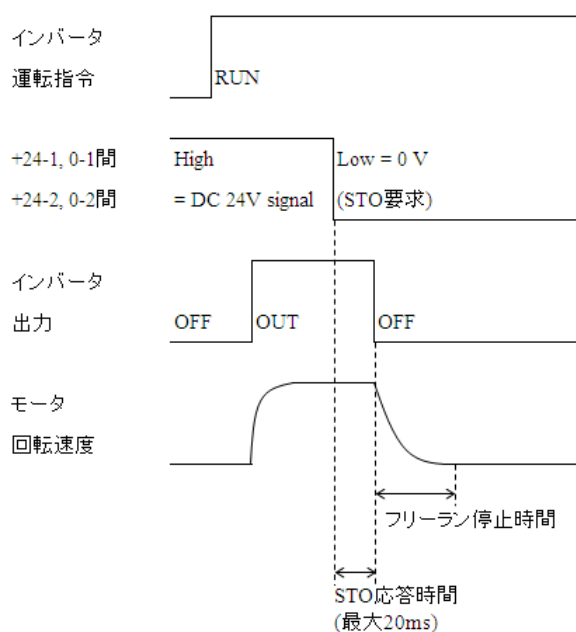 インバータ
運転指令
RUN
+24-1, 0-1間
High
Low = 0 V
+24-2, 0-2間
= DC 24V signal
(STO要求)
インバータ
出力
OFF
OUT
OFF
モータ
回転速度
フリーラン停止時間
STO応答時間
(最大20ms)